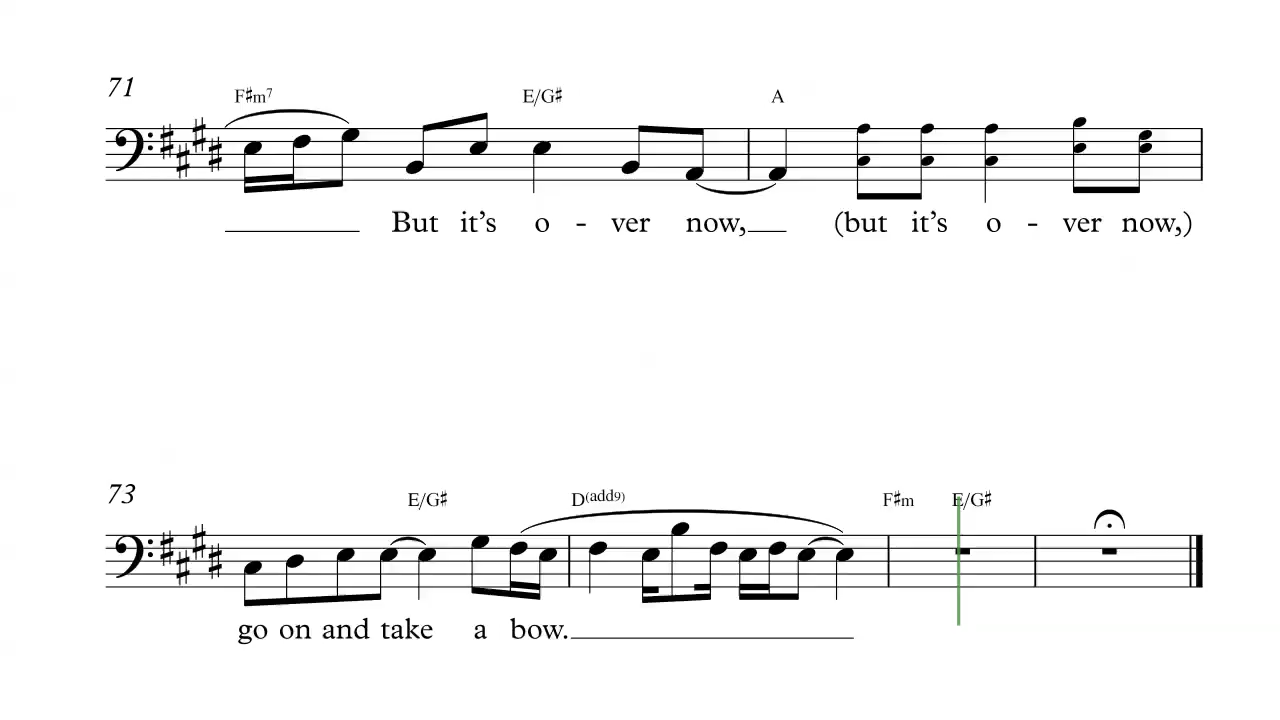 71
F♯m7 E/G♯ A
But it's o - ver now, (but it's o - ver now,)
73
E/G♯ D(add9) F♯m E/G♯
go on and take a bow.